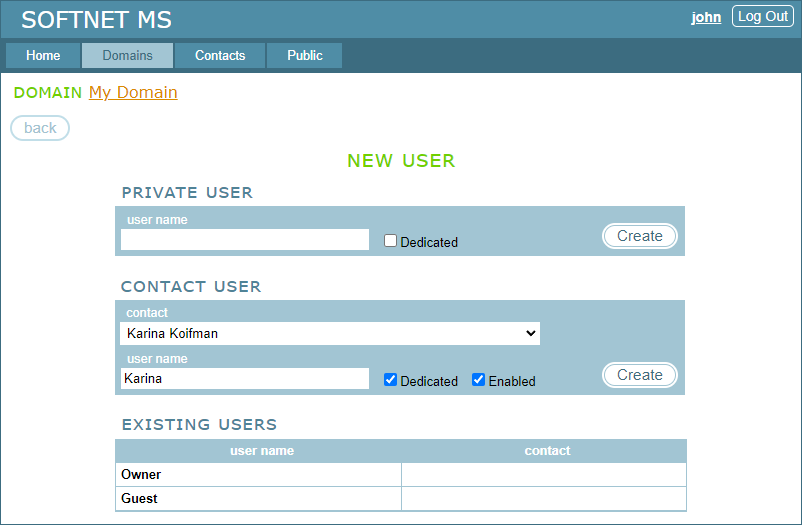 SOFTNET MS
john Log Out
Home Domains Contacts Public
DOMAIN My Domain
back
NEW USER
PRIVATE USER
user name
Dedicated
Create
CONTACT USER
contact
Karina Koifman
user name
Karina Dedicated Enabled
Create
EXISTING USERS
user name contact
Owner
Guest